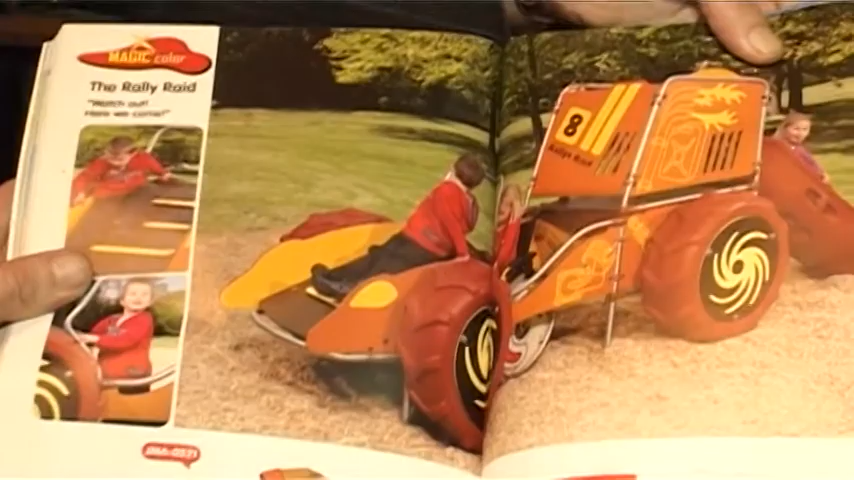 MAGIC color
The Rally Raid
"Watch out!
Here we come!"
8
Rally Raid